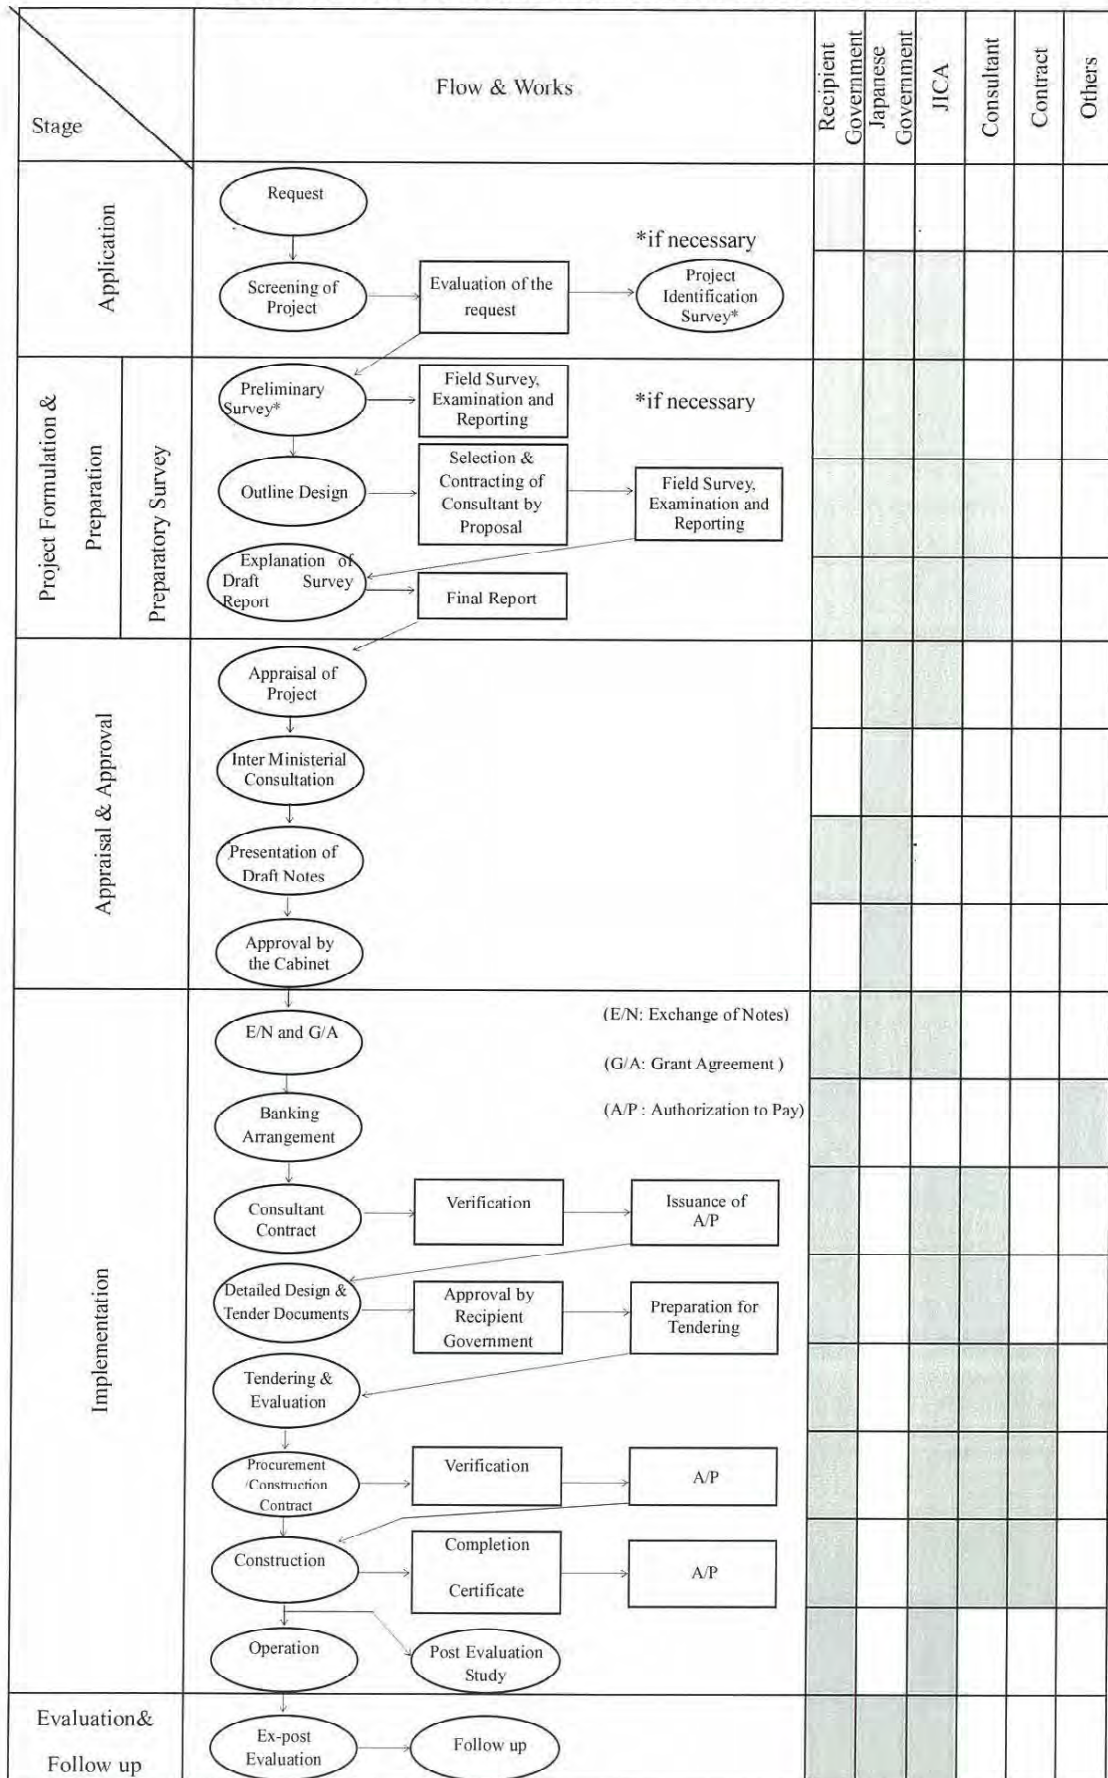 Stage
Flow & Works
Recipient
Government
Japanese
Government
JICA
Consultant
Contract
Others
Application
Request
*if necessary
Screening of
Project
Evaluation of the
request
Project
Identification
Survey*
Project Formulation &
Preparation
Preparatory Survey
Preliminary
Survey*
Field Survey,
Examination and
Reporting
*if necessary
Outline Design
Selection &
Contracting of
Consultant by
Proposal
Field Survey,
Examination and
Reporting
Explanation of
Draft Survey
Report
Final Report
Appraisal & Approval
Appraisal of
Project
Inter Ministerial
Consultation
Presentation of
Draft Notes
Approval by
the Cabinet
Implementation
E/N and G/A
(E/N: Exchange of Notes)
(G/A: Grant Agreement )
(A/P : Authorization to Pay)
Banking
Arrangement
Consultant
Contract
Verification
Issuance of
A/P
Detailed Design &
Tender Documents
Approval by
Recipient
Government
Preparation for
Tendering
Tendering &
Evaluation
Procurement
/Construction
Contract
Verification
A/P
Construction
Completion
Certificate
A/P
Operation
Post Evaluation
Study
Evaluation&
Follow up
Ex-post
Evaluation
Follow up